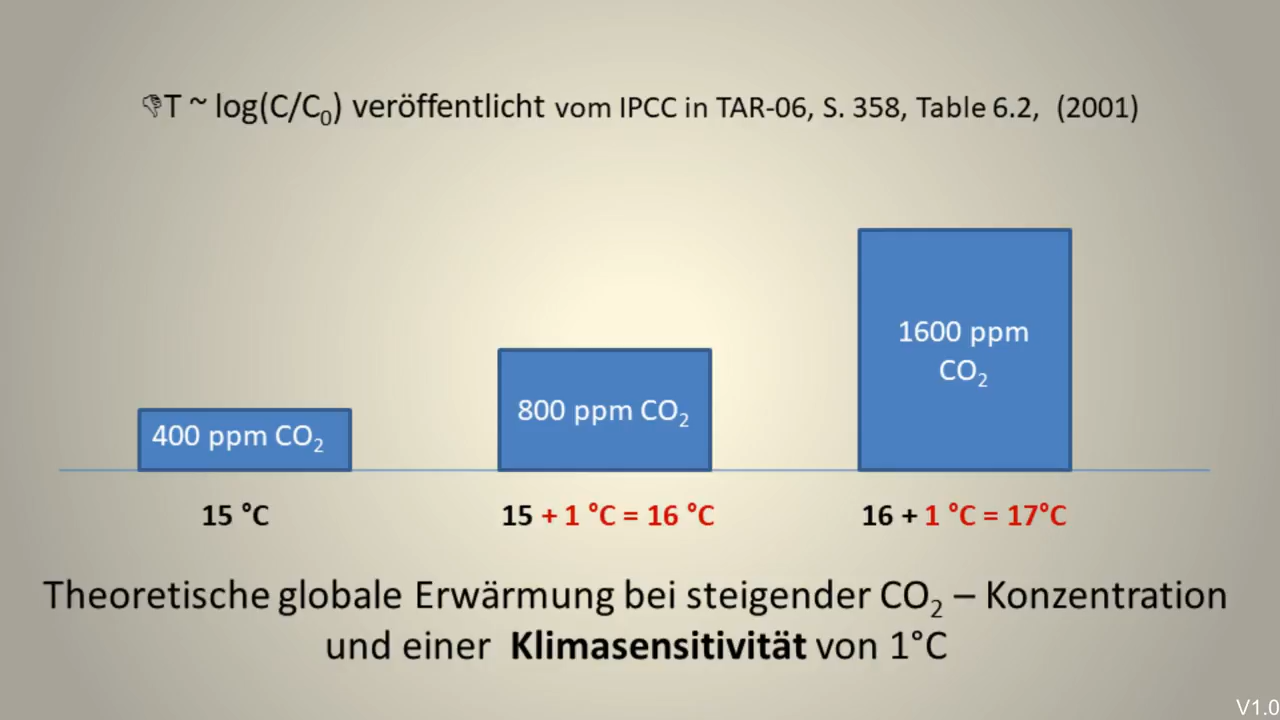 👎T ~ log(C/C₀) veröffentlicht vom IPCC in TAR-06, S. 358, Table 6.2, (2001)
400 ppm CO₂
800 ppm CO₂
1600 ppm
CO₂
15 °C
15 + 1 °C = 16 °C
16 + 1 °C = 17°C
Theoretische globale Erwärmung bei steigender CO₂ – Konzentration
und einer Klimasensitivität von 1°C
V1.0